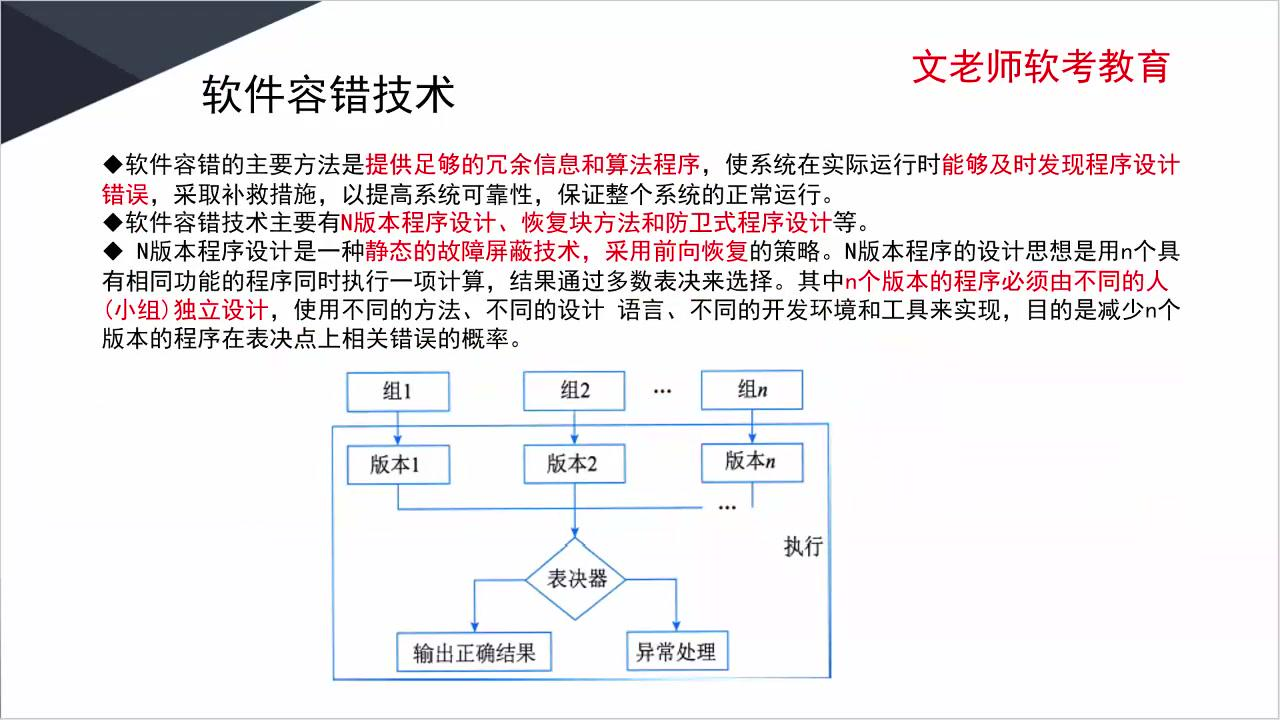 文老师软考教育
软件容错技术
◆软件容错的主要方法是提供足够的冗余信息和算法程序，使系统在实际运行时能够及时发现程序设计
错误，采取补救措施，以提高系统可靠性，保证整个系统的正常运行。
◆软件容错技术主要有N版本程序设计、恢复块方法和防卫式程序设计等。
◆ N版本程序设计是一种静态的故障屏蔽技术，采用前向恢复的策略。N版本程序的设计思想是用n个具
有相同功能的程序同时执行一项计算，结果通过多数表决来选择。其中n个版本的程序必须由不同的人
(小组)独立设计，使用不同的方法、不同的设计 语言、不同的开发环境和工具来实现，目的是减少n个
版本的程序在表决点上相关错误的概率。
组1 组2 … 组n
版本1 版本2 版本n
…
执行
表决器
输出正确结果 异常处理